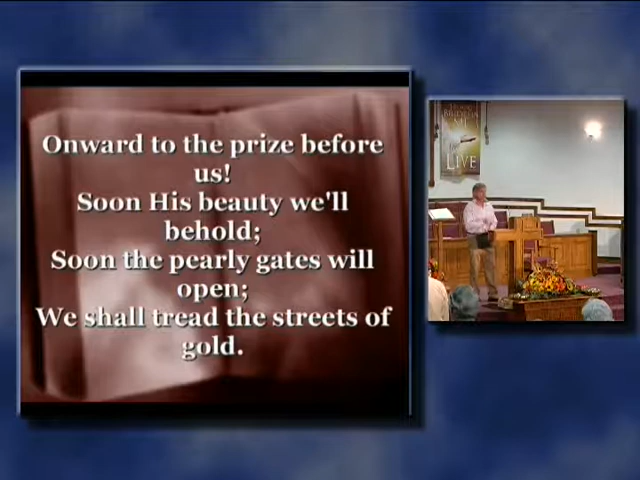 Onward to the prize before
us!
Soon His beauty we'll
behold;
Soon the pearly gates will
open;
We shall tread the streets of
gold.
LIVE